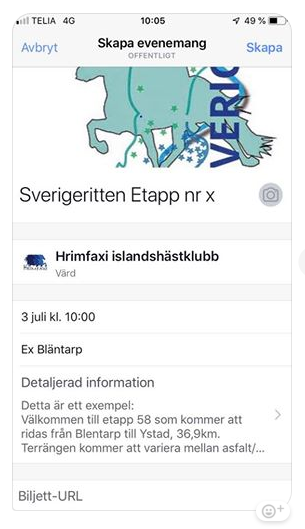 TELIA 4G 10:05 49 %
Avbryt Skapa evenemang Skapa
OFFENTLIGT
VERIG
Sverigeritten Etapp nr x
Hrimfaxi islandshästklubb
Värd
3 juli kl. 10:00
Ex Bläntarp
Detaljerad information
Detta är ett exempel:
Välkommen till etapp 58 som kommer att
ridas från Blentarp till Ystad, 36,9km.
Terrängen kommer att variera mellan asfalt/...
Biljett-URL